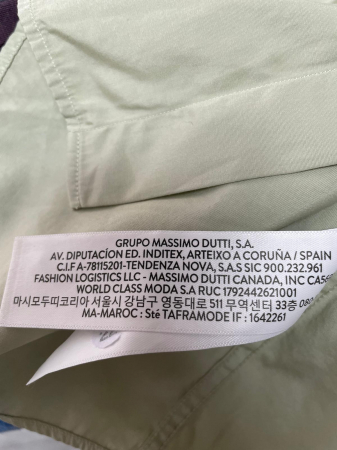 GRUPO MASSIMO DUTTI, S.A.
AV. DIPUTACÍON ED. INDITEX, ARTEIXO A CORUÑA / SPAIN
C.I.F A-78115201-TENDENZA NOVA, S.A.S SIC 900.232.961
FASHION LOGISTICS LLC - MASSIMO DUTTI CANADA, INC
WORLD CLASS MODA S.A RUC 1792442621001
마시모두띠코리아 서울시 강남구 영동대로 511 무역센터 33층
MA-MAROC : Sté TAFRAMODE IF : 1642261